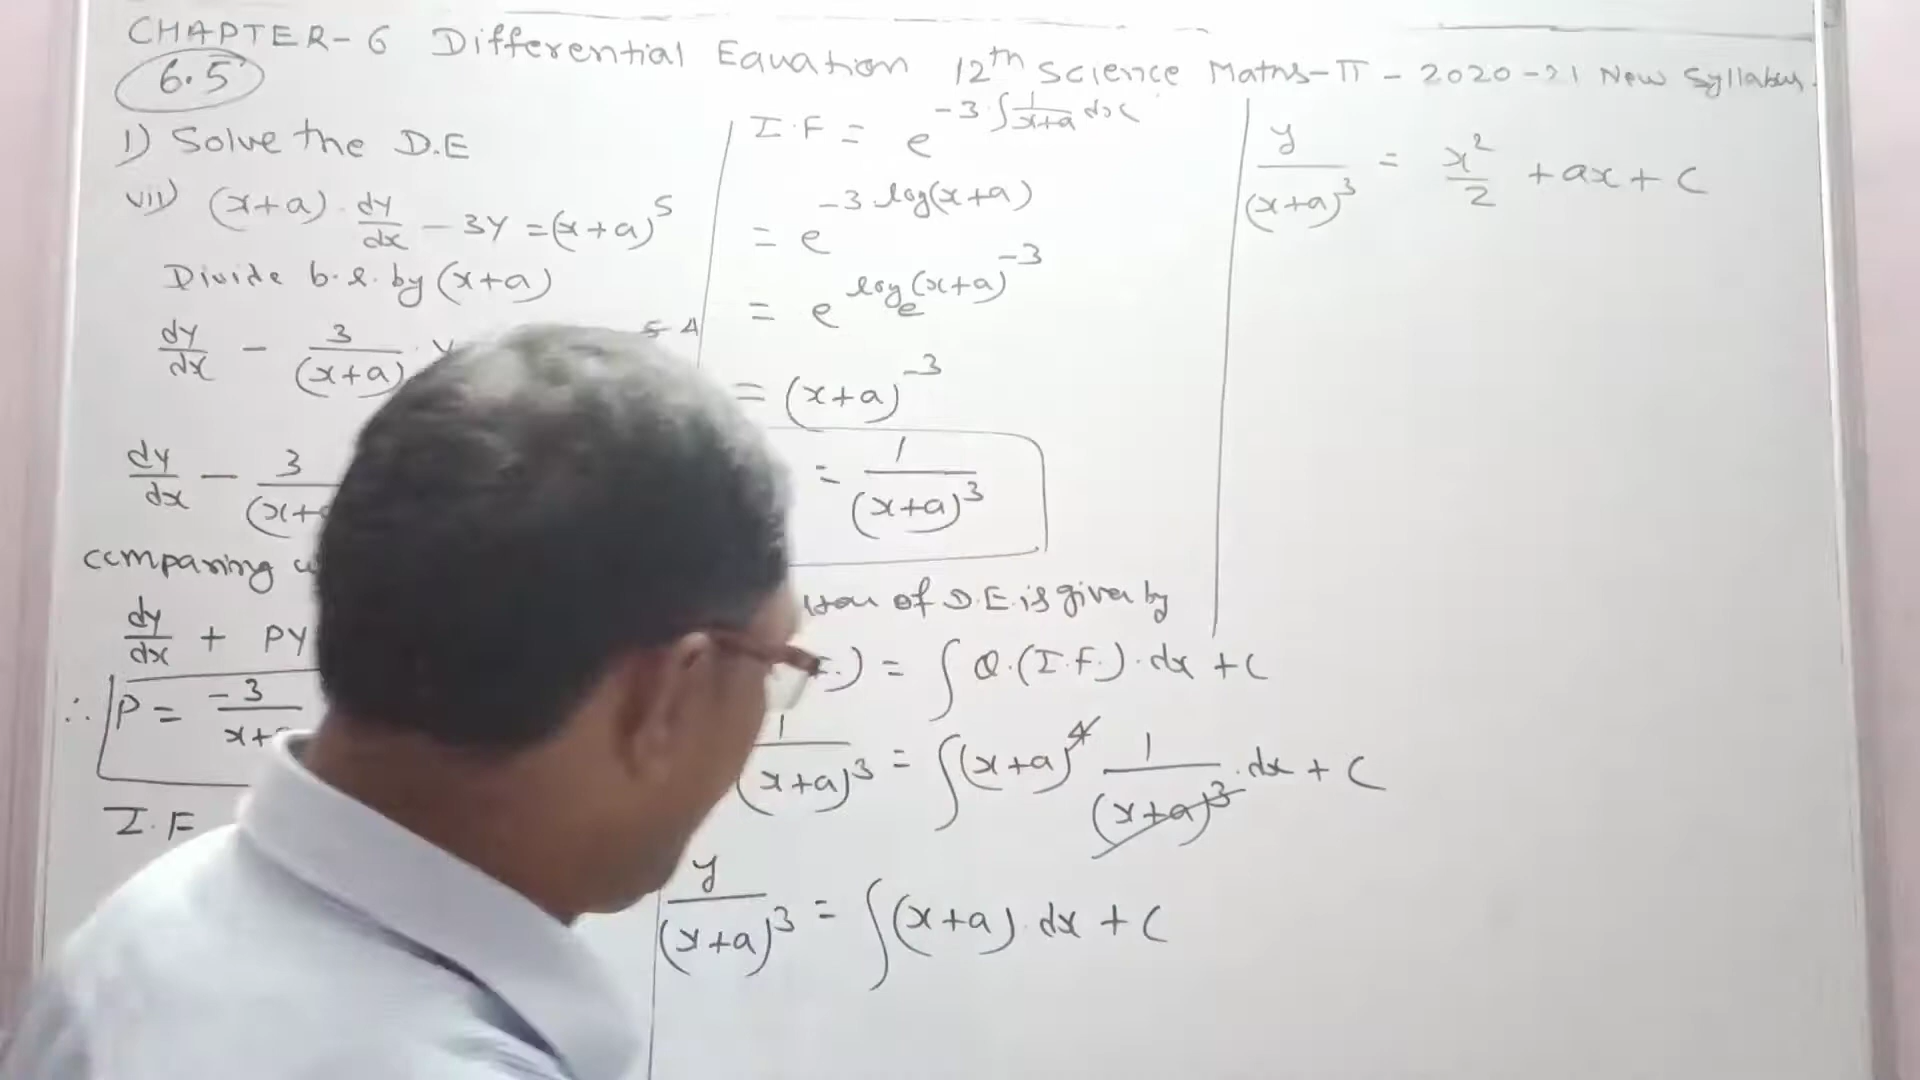 CHAPTER-6 Differential Equation 12th Science Maths-II - 2020-21 New Syllabus.
6.5
1) Solve the D.E
vii) (x+a).dy/dx - 3y = (x+a)^5
Divide b.s. by (x+a)
dy/dx - 3/(x+a) . y
5 4
dy/dx - 3/(x+
comparing
dy/dx + Py
∴ P = -3/x+
I.F
I.F = e^(-3 ∫ 1/(x+a) dx)
= e^(-3 log(x+a))
= e^(log_e (x+a)^-3)
= (x+a)^-3
= 1/(x+a)^3
of D.E. is given by
.) = ∫ Q.(I.F.).dx + C
1/(x+a)^3 = ∫(x+a)^4 1/(x+a)^3 .dx + C
y/(x+a)^3 = ∫(x+a).dx + C
y/(x+a)^3 = x^2/2 + ax + C